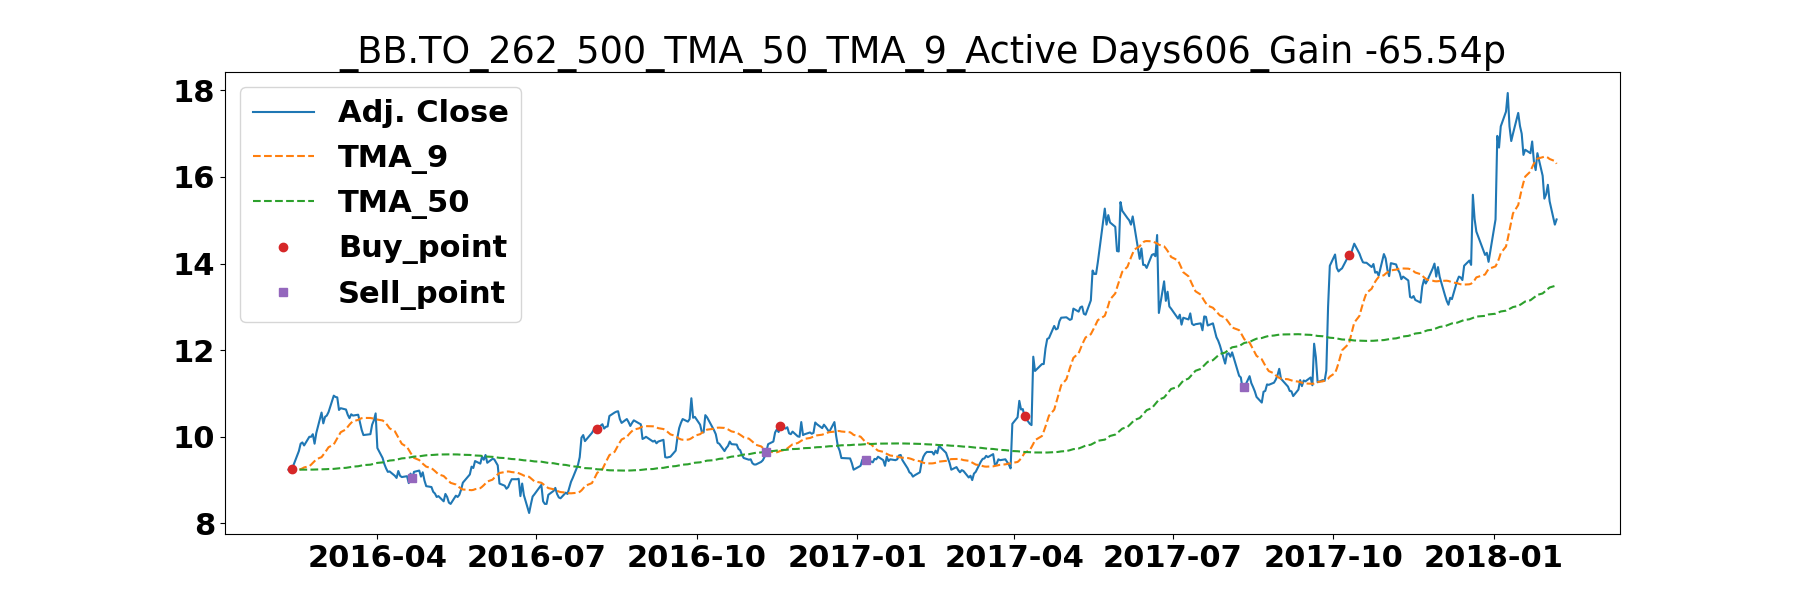 _BB.TO_262_500_TMA_50_TMA_9_Active Days606_Gain -65.54p
18
16
14
12
10
8
Adj. Close
TMA_9
TMA_50
Buy_point
Sell_point
2016-04 2016-07 2016-10 2017-01 2017-04 2017-07 2017-10 2018-01